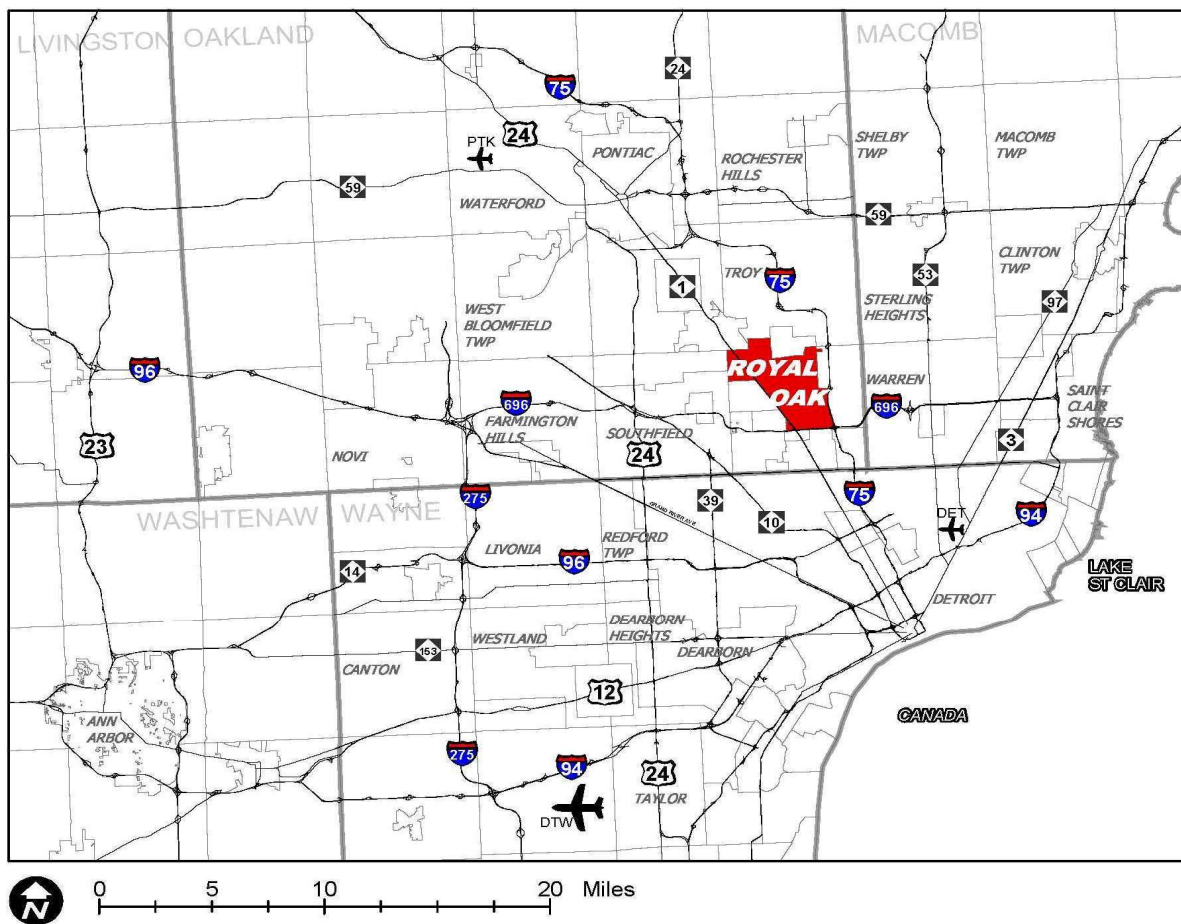 LIVINGSTON
OAKLAND
MACOMB
24
75
24
PTK
PONTIAC
ROCHESTER
HILLS
SHELBY
TWP
MACOMB
TWP
59
WATERFORD
59
CLINTON
TWP
TROY
75
1
53
97
STERLING
HEIGHTS
WEST
BLOOMFIELD
TWP
96
ROYAL
OAK
WARREN
696
696
SAINT
CLAIR
SHORES
FARMINGTON
HILLS
SOUTHFIELD
24
23
NOVI
3
275
39
75
DET
94
10
WASHTENAW
WAYNE
GRAND RIVER AVE
LIVONIA
REDFORD
TWP
96
14
LAKE
ST CLAIR
DETROIT
DEARBORN
HEIGHTS
WESTLAND
153
DEARBORN
CANTON
12
CANADA
ANN
ARBOR
275
94
24
TAYLOR
DTW
N
0 5 10 20 Miles